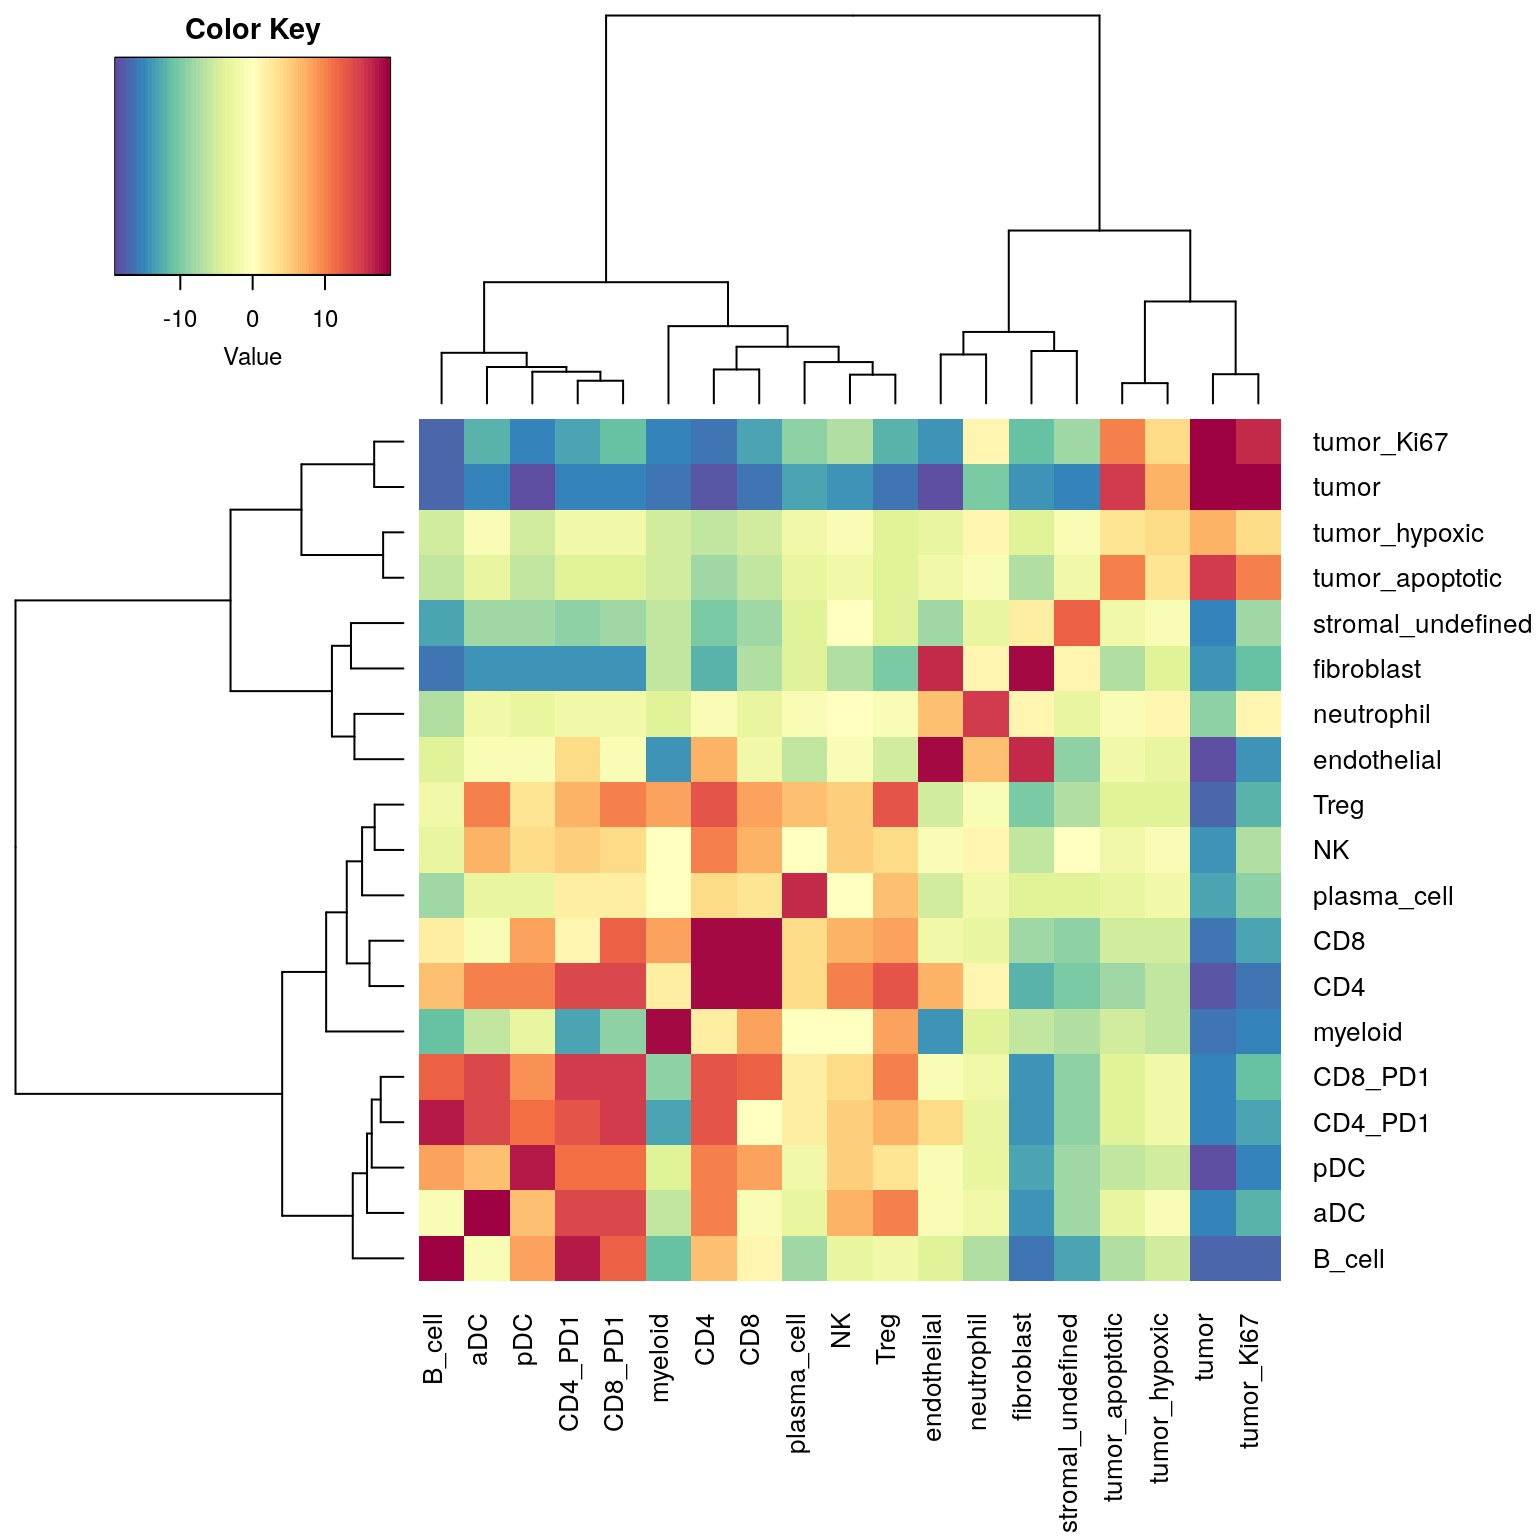 Color Key
-10 0 10
Value
tumor_Ki67
tumor
tumor_hypoxic
tumor_apoptotic
stromal_undefined
fibroblast
neutrophil
endothelial
Treg
NK
plasma_cell
CD8
CD4
myeloid
CD8_PD1
CD4_PD1
pDC
aDC
B_cell
B_cell
aDC
pDC
CD4_PD1
CD8_PD1
myeloid
CD4
CD8
plasma_cell
NK
Treg
endothelial
neutrophil
fibroblast
stromal_undefined
tumor_apoptotic
tumor_hypoxic
tumor
tumor_Ki67